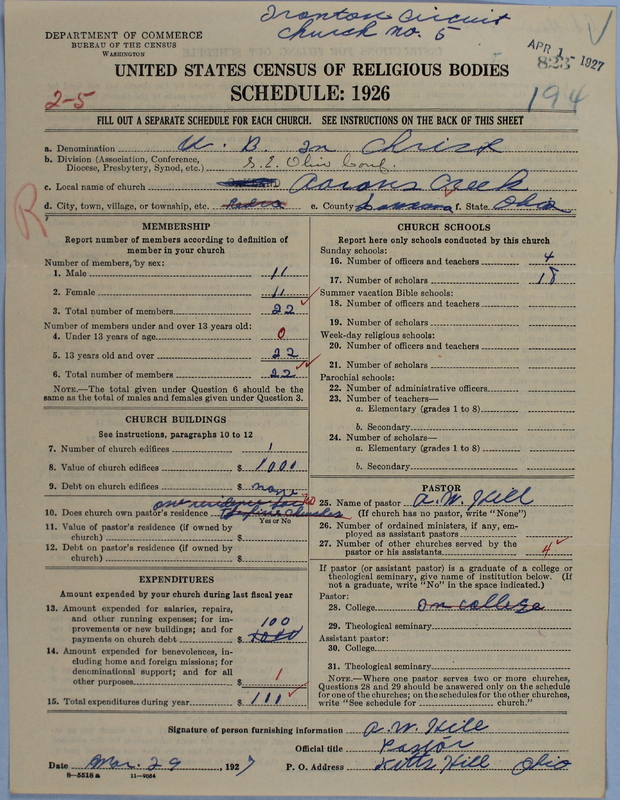 Ironton Circuit
Church no. 5
DEPARTMENT OF COMMERCE
BUREAU OF THE CENSUS
WASHINGTON
APR 1 1927
823
UNITED STATES CENSUS OF RELIGIOUS BODIES
2-5
SCHEDULE: 1926
194
FILL OUT A SEPARATE SCHEDULE FOR EACH CHURCH. SEE INSTRUCTIONS ON THE BACK OF THIS SHEET
a. Denomination U. B. in Christ
b. Division (Association, Conference, Diocese, Presbytery, Synod, etc.) S.E. Ohio Conf.
c. Local name of church Aarons Creek
R
d. City, town, village, or township, etc. e. County f. State. Ohio
MEMBERSHIP
Report number of members according to definition of
member in your church
Number of members, by sex:
1. Male 11
2. Female 11
3. Total number of members 22
Number of members under and over 13 years old:
4. Under 13 years of age 0
5. 13 years old and over 22
6. Total number of members 22
NOTE.—The total given under Question 6 should be the
same as the total of males and females given under Question 3.
CHURCH BUILDINGS
See instructions, paragraphs 10 to 12
7. Number of church edifices 1
8. Value of church edifices $ 1000
9. Debt on church edifices $ none
one residence for
10. Does church own pastor's residence the five churches
Yes or No
11. Value of pastor's residence (if owned by
church) $
12. Debt on pastor's residence (if owned by
church) $
EXPENDITURES
Amount expended by your church during last fiscal year
13. Amount expended for salaries, repairs,
and other running expenses; for im-
provements or new buildings; and for
payments on church debt $ 100
14. Amount expended for benevolences, in-
cluding home and foreign missions; for
denominational support; and for all
other purposes $ 1
15. Total expenditures during year $ 101
CHURCH SCHOOLS
Report here only schools conducted by this church
Sunday schools:
16. Number of officers and teachers 4
17. Number of scholars 18
Summer vacation Bible schools:
18. Number of officers and teachers
19. Number of scholars
Week-day religious schools:
20. Number of officers and teachers
21. Number of scholars
Parochial schools:
22. Number of administrative officers
23. Number of teachers—
a. Elementary (grades 1 to 8)
b. Secondary
24. Number of scholars—
a. Elementary (grades 1 to 8)
b. Secondary
PASTOR
25. Name of pastor A.W. Hill
(If church has no pastor, write "None")
26. Number of ordained ministers, if any, em-
ployed as assistant pastors
27. Number of other churches served by the
pastor or his assistants 4
If pastor (or assistant pastor) is a graduate of a college or
theological seminary, give name of institution below. (If
not a graduate, write "No" in the space indicated.)
Pastor:
28. College college
29. Theological seminary
Assistant pastor:
30. College
31. Theological seminary
NOTE.—Where one pastor serves two or more churches,
Questions 28 and 29 should be answered only on the schedule
for one of the churches; on the schedules for the other churches,
write "See schedule for church."
Signature of person furnishing information A.W. Hill
Official title Pastor
Date Mar. 29, 1927 P. O. Address Kitts Hill Ohio
8—5518 a 11—9064